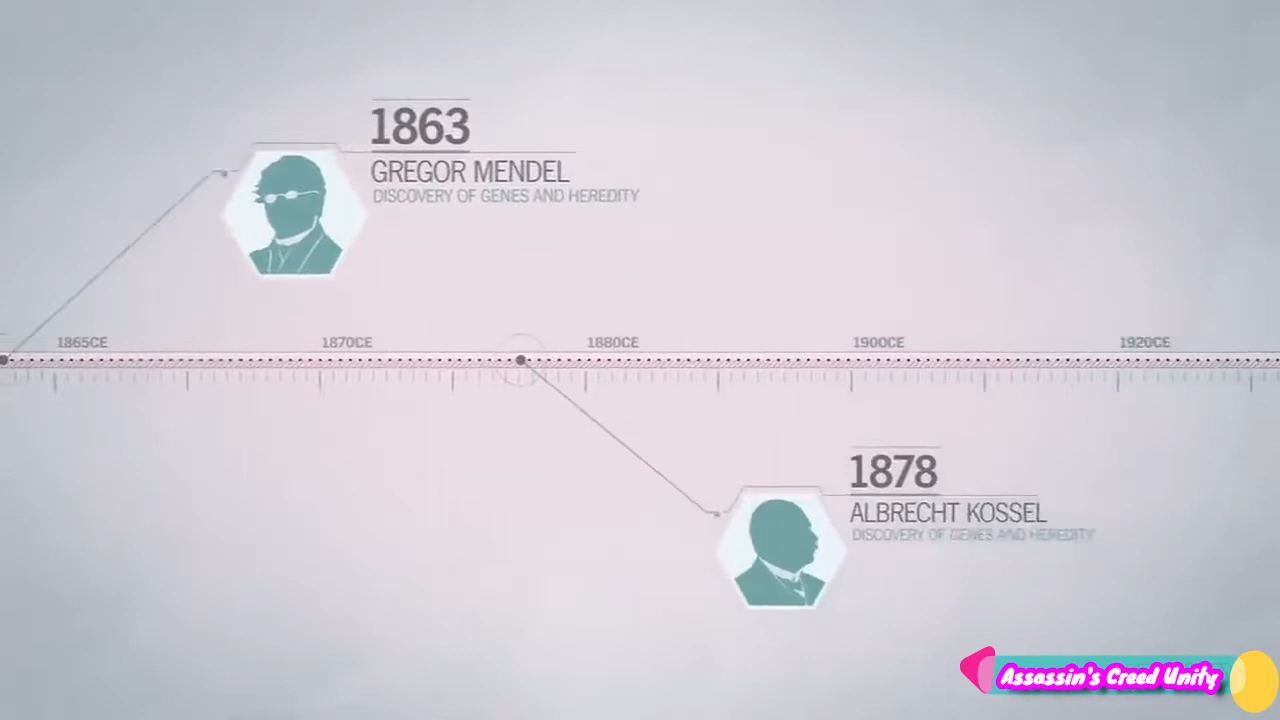 1863
GREGOR MENDEL
DISCOVERY OF GENES AND HEREDITY
1865CE
1870CE
1880CE
1900CE
1920CE
1878
ALBRECHT KOSSEL
DISCOVERY OF GENES AND HEREDITY
Assassin's Creed Unity